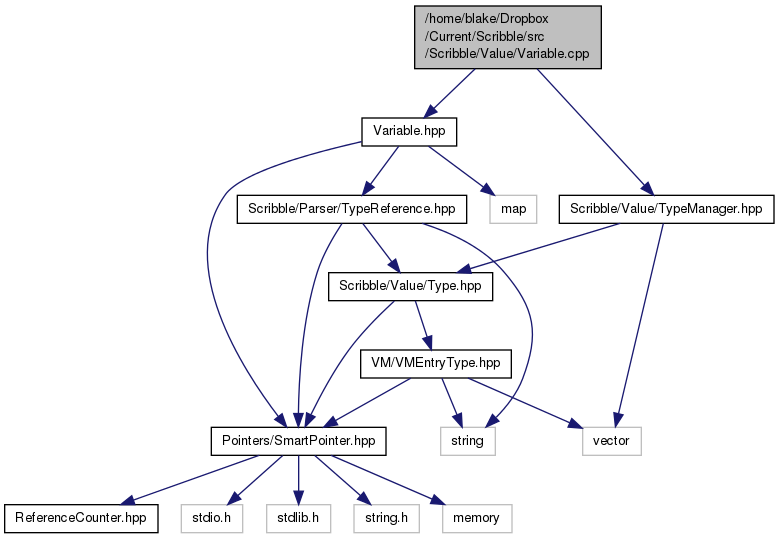 /home/blake/Dropbox
/Current/Scribble/src
/Scribble/Value/Variable.cpp
Variable.hpp
Scribble/Parser/TypeReference.hpp
map
Scribble/Value/TypeManager.hpp
Scribble/Value/Type.hpp
VM/VMEntryType.hpp
Pointers/SmartPointer.hpp
string
vector
ReferenceCounter.hpp
stdio.h
stdlib.h
string.h
memory